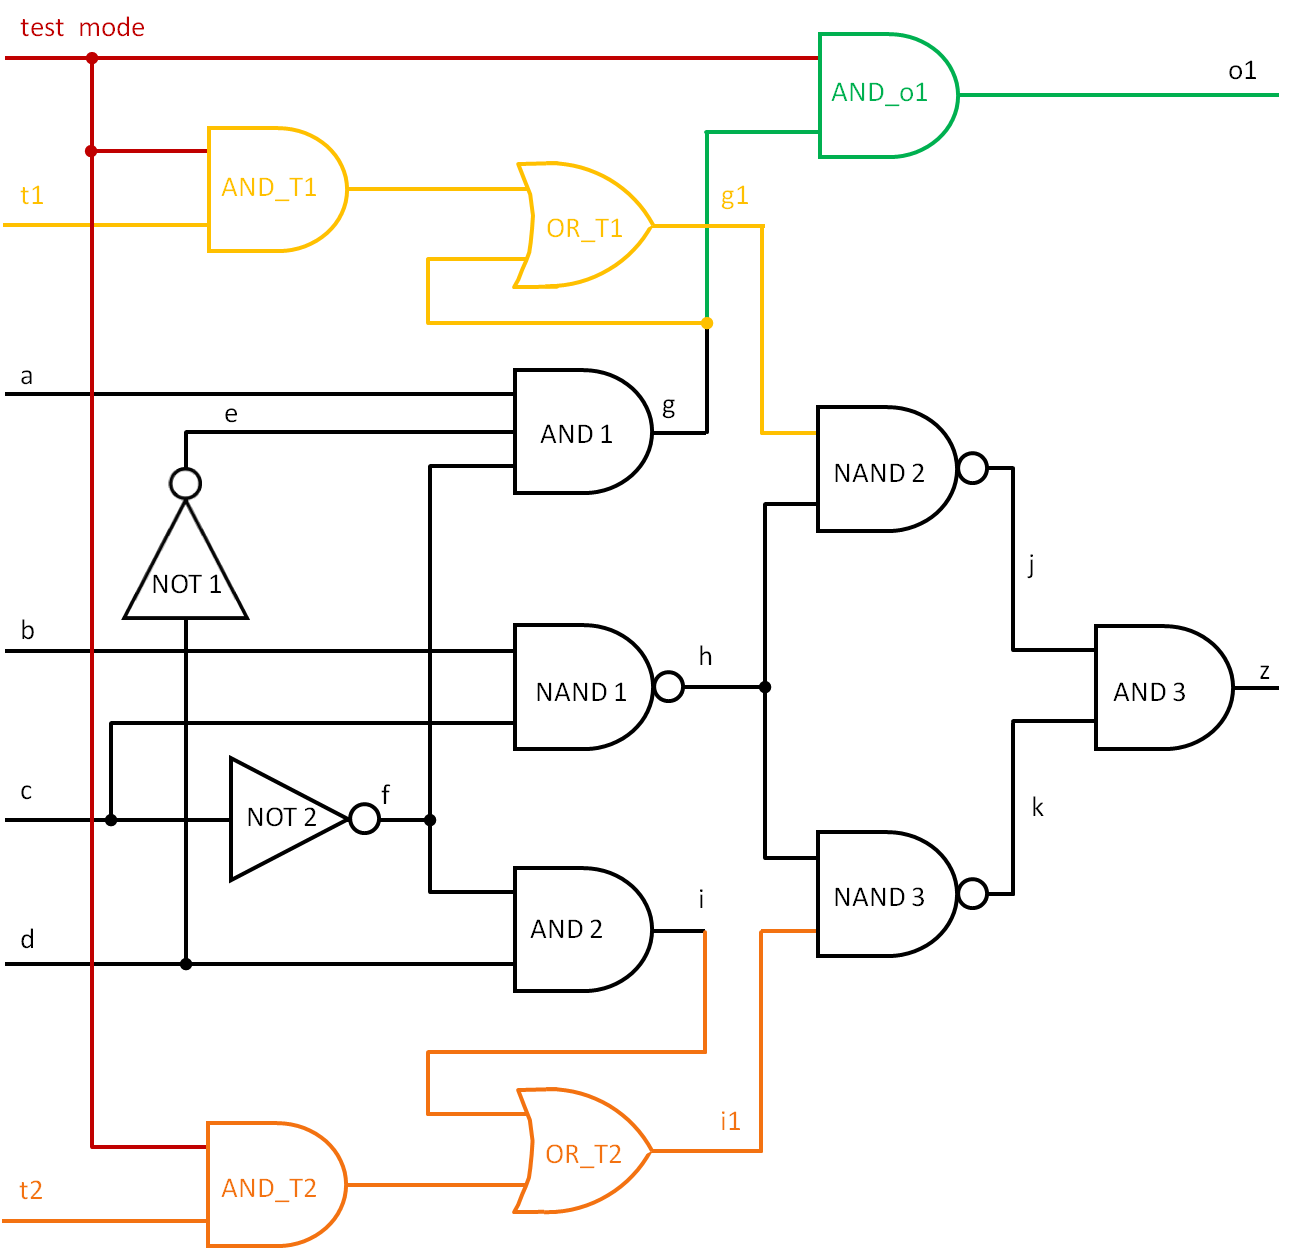 test mode
o1
AND_o1
t1
AND_T1
g1
OR_T1
a
e
g
AND 1
NAND 2
j
NOT 1
b
h
NAND 1
z
AND 3
c
f
NOT 2
k
i
NAND 3
d
AND 2
i1
OR_T2
t2
AND_T2